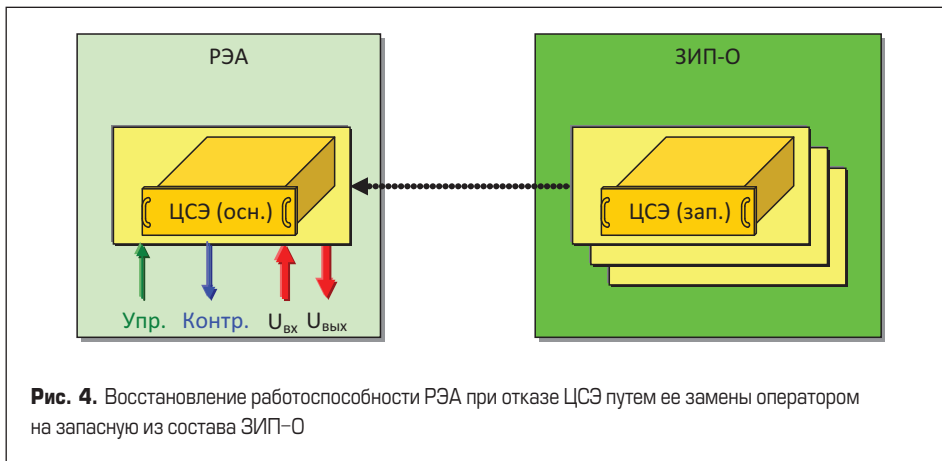 РЭА
ЗИП-О
ЦСЭ (осн.)
ЦСЭ (зап.)
Упр. Контр. Uвх Uвых
Рис. 4. Восстановление работоспособности РЭА при отказе ЦСЭ путем ее замены оператором
на запасную из состава ЗИП-О